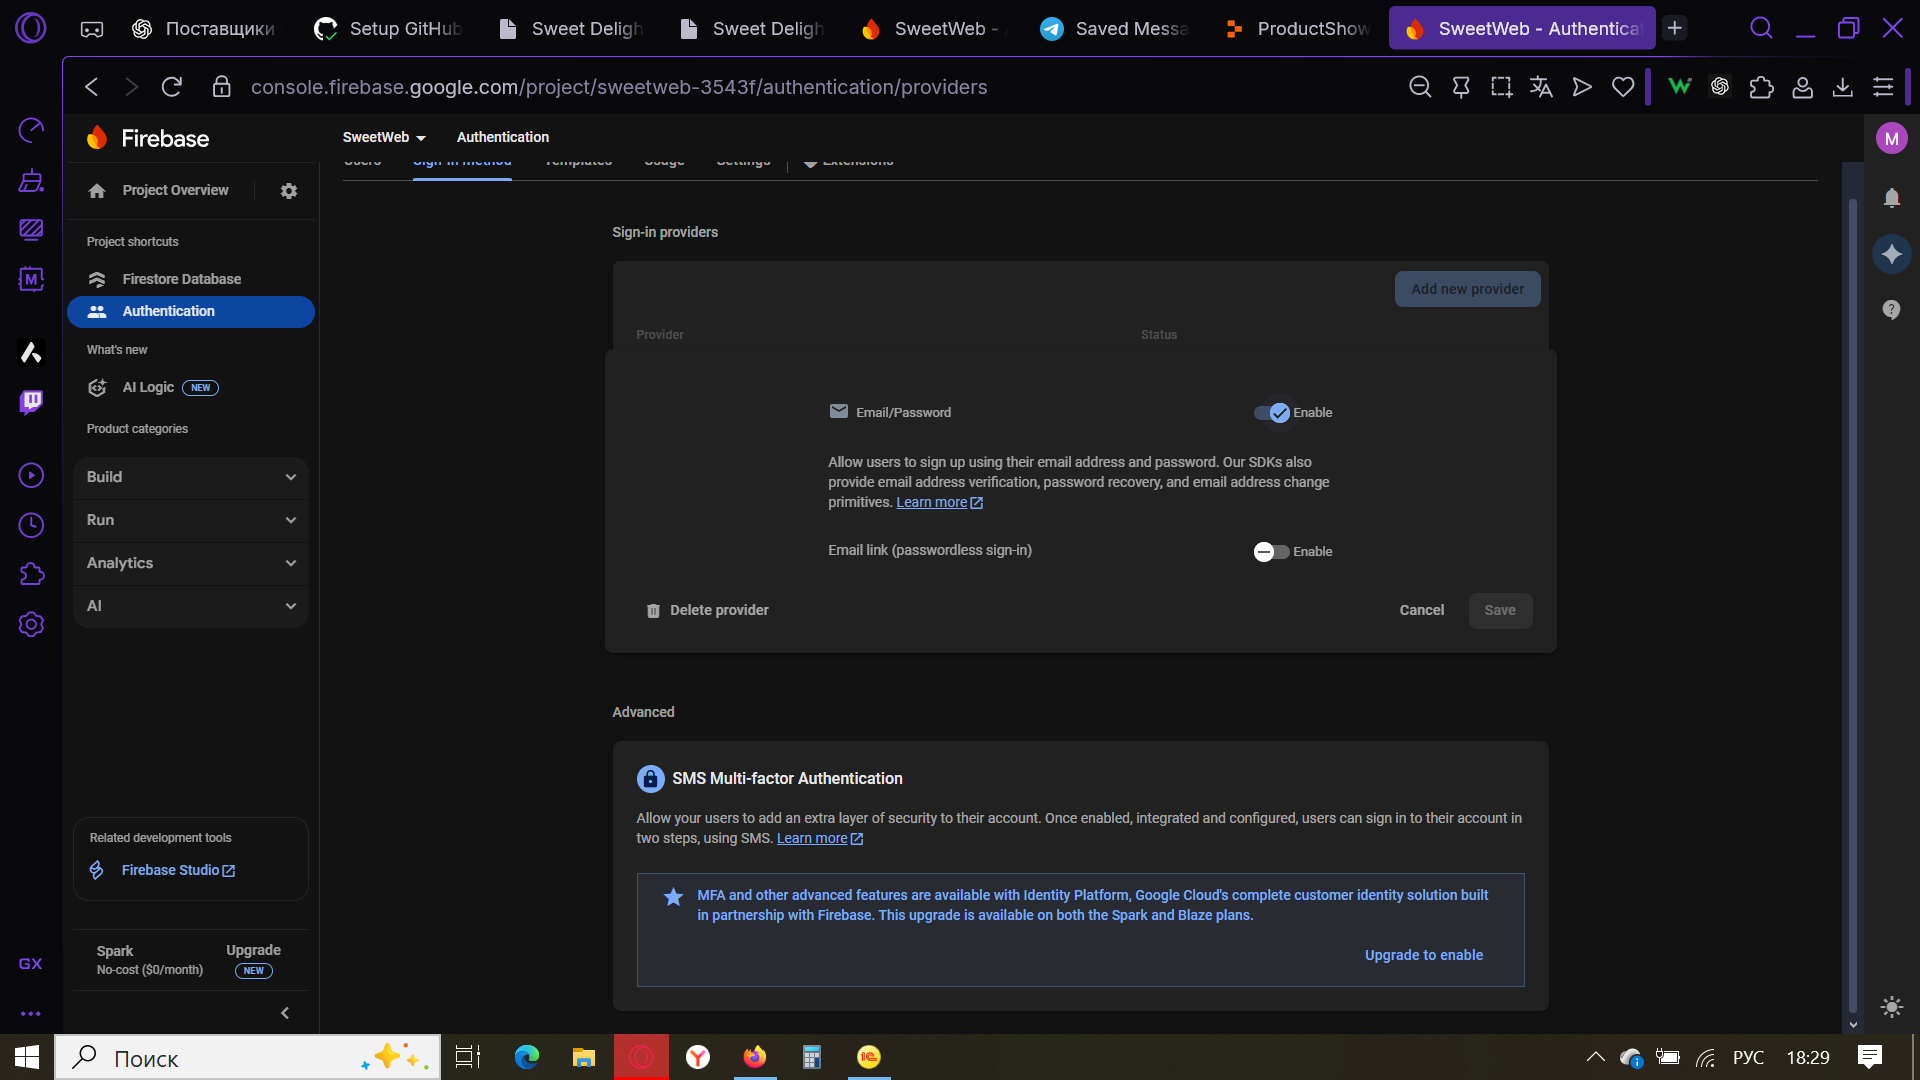 Поставщики
Setup GitHub
Sweet Deligh
Sweet Deligh
SweetWeb - A
Saved Messa
ProductShow
SweetWeb - Authentica
console.firebase.google.com/project/sweetweb-3543f/authentication/providers
Firebase
SweetWeb
Authentication
M
Users
Sign-in method
Templates
Usage
Settings
Extensions
Project Overview
Project shortcuts
Firestore Database
Authentication
What's new
AI Logic
NEW
Product categories
Build
Run
Analytics
AI
Related development tools
Firebase Studio
Spark
No-cost ($0/month)
Upgrade
NEW
Sign-in providers
Add new provider
Provider
Status
Email/Password
Enable
Allow users to sign up using their email address and password. Our SDKs also
provide email address verification, password recovery, and email address change
primitives. Learn more
Email link (passwordless sign-in)
Enable
Delete provider
Cancel
Save
Advanced
SMS Multi-factor Authentication
Allow your users to add an extra layer of security to their account. Once enabled, integrated and configured, users can sign in to their account in
two steps, using SMS. Learn more
MFA and other advanced features are available with Identity Platform, Google Cloud's complete customer identity solution built
in partnership with Firebase. This upgrade is available on both the Spark and Blaze plans.
Upgrade to enable
M
GX
Поиск
РУС
18:29